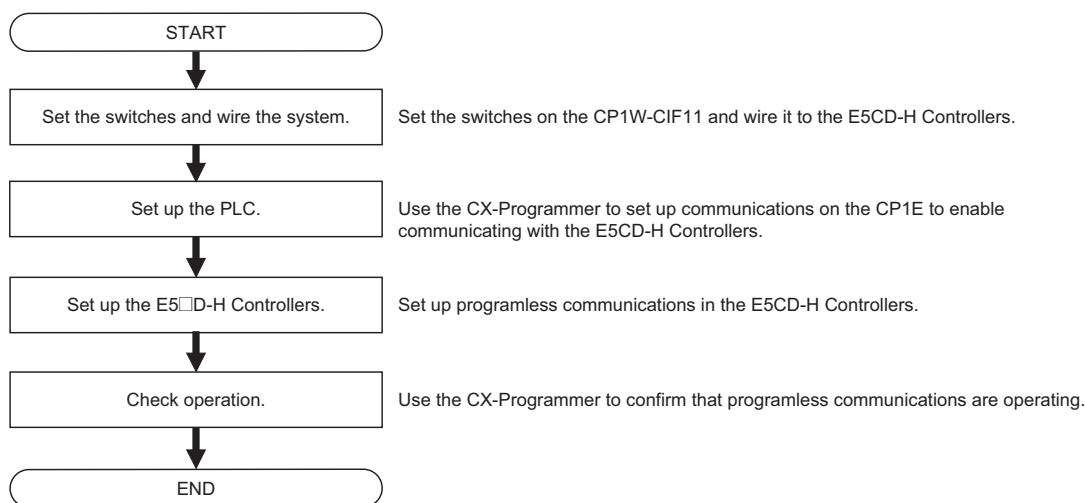 START
Set the switches and wire the system.
Set the switches on the CP1W-CIF11 and wire it to the E5CD-H Controllers.
Set up the PLC.
Use the CX-Programmer to set up communications on the CP1E to enable
communicating with the E5CD-H Controllers.
Set up the E5□D-H Controllers.
Set up programless communications in the E5CD-H Controllers.
Check operation.
Use the CX-Programmer to confirm that programless communications are operating.
END